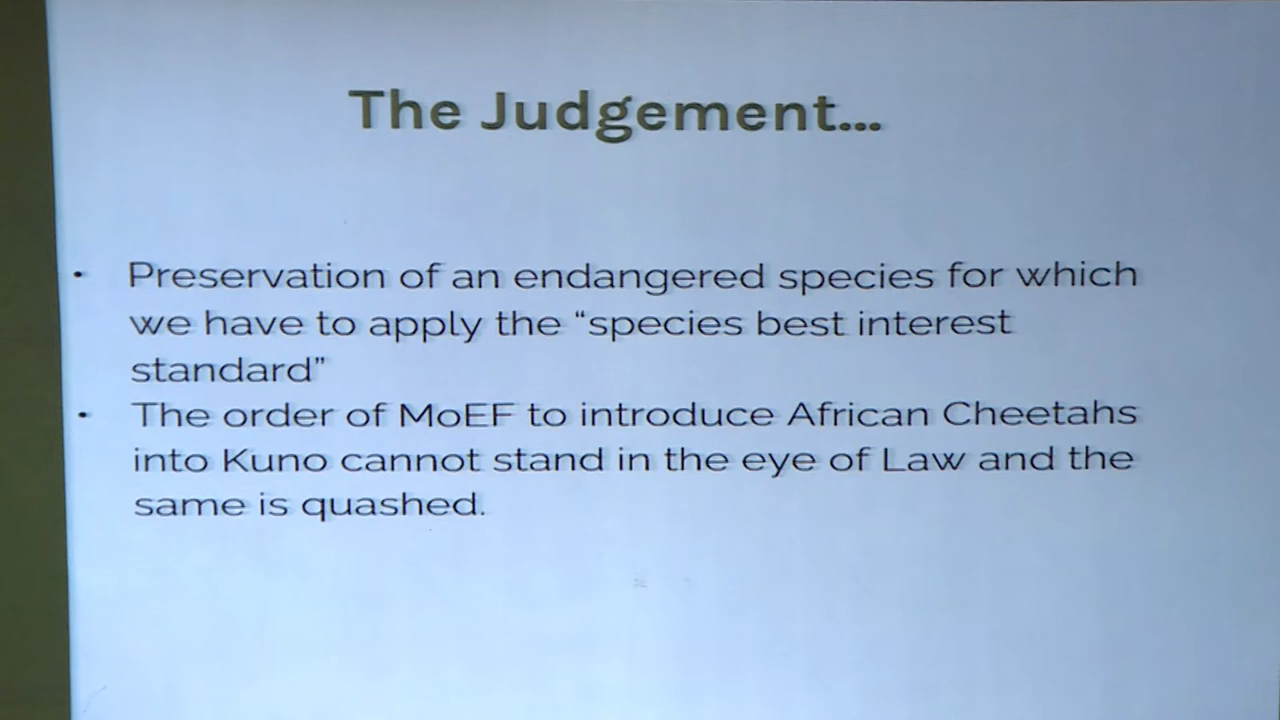 The Judgement...
• Preservation of an endangered species for which
we have to apply the “species best interest
standard”
• The order of MoEF to introduce African Cheetahs
into Kuno cannot stand in the eye of Law and the
same is quashed.